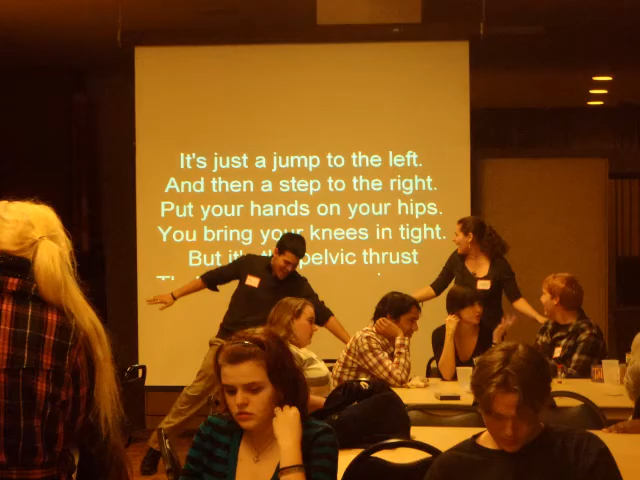 It's just a jump to the left.
And then a step to the right.
Put your hands on your hips.
You bring your knees in tight.
But it's the pelvic thrust